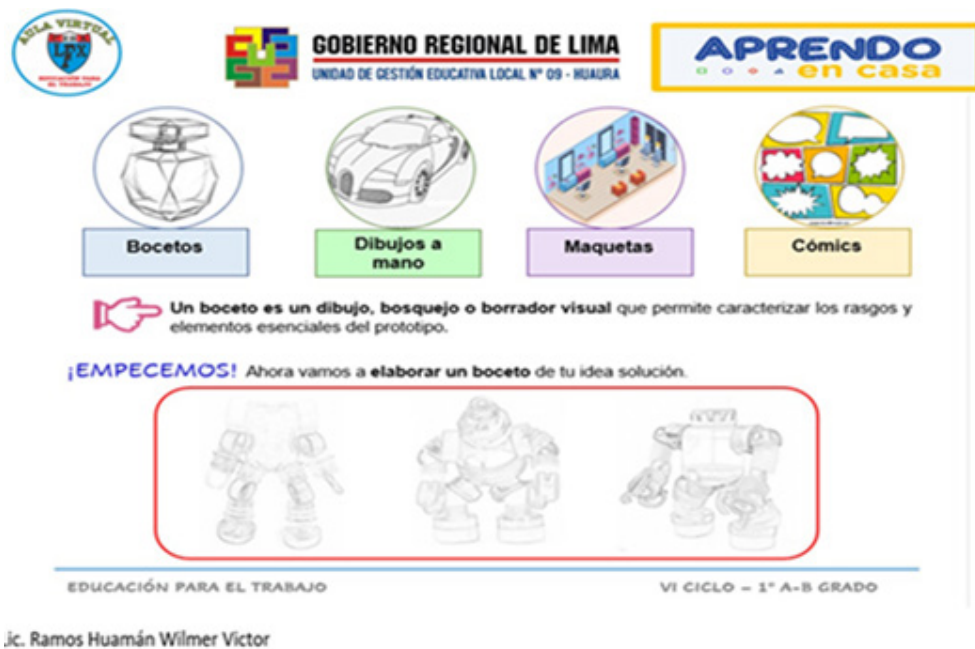 AULA VIRTUAL
LFX
EDUCACIÓN PARA
EL TRABAJO
GOBIERNO REGIONAL DE LIMA
UNIDAD DE GESTIÓN EDUCATIVA LOCAL N° 09 - HUAURA
APRENDO
en casa
Bocetos
Dibujos a
mano
Maquetas
Cómics
Un boceto es un dibujo, bosquejo o borrador visual que permite caracterizar los rasgos y
elementos esenciales del prototipo.
¡EMPECEMOS! Ahora vamos a elaborar un boceto de tu idea solución.
EDUCACIÓN PARA EL TRABAJO
VI CICLO – 1° A-B GRADO
Lic. Ramos Huamán Wilmer Victor